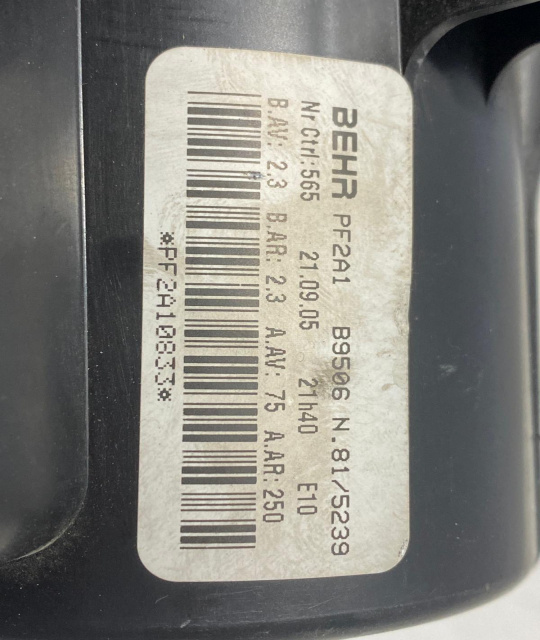 BEHR PF2A1 B9506 N.81/5239
Nr Ctrl:565 21.09.05 21h40 E10
B.AV: 2,3 B.AR: 2,3 A.AV: 75 A.AR:250
*PF2A10833*